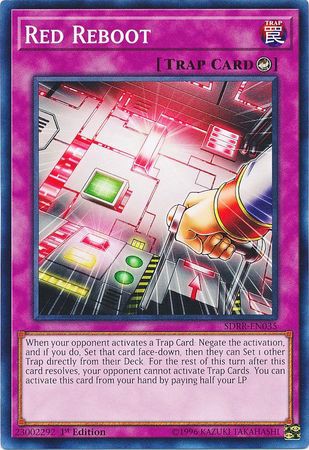 RED REBOOT
TRAP
罠
[TRAP CARD]
SDRR-EN035
When your opponent activates a Trap Card: Negate the activation,
and if you do, Set that card face-down, then they can Set 1 other
Trap directly from their Deck. For the rest of this turn after this
card resolves, your opponent cannot activate Trap Cards. You can
activate this card from your hand by paying half your LP
23002292 1st Edition ©1996 KAZUKI TAKAHASHI